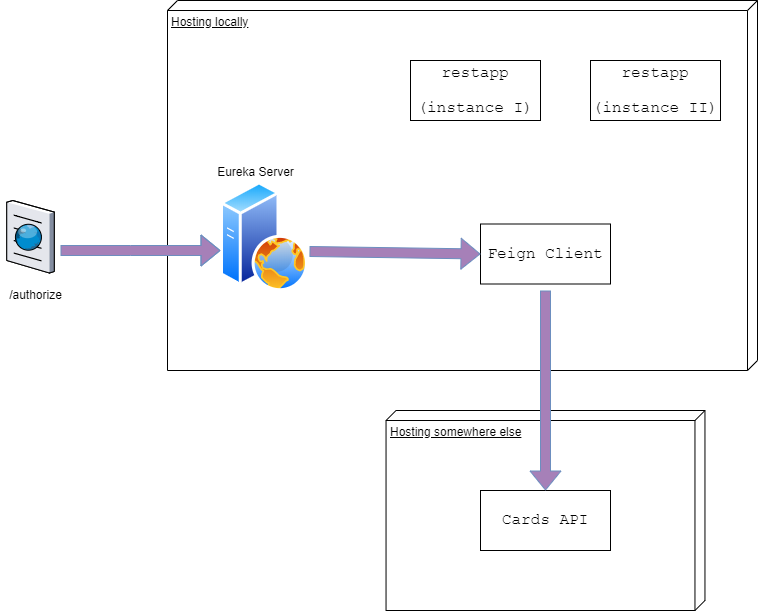 Hosting locally
restapp
(instance I)
restapp
(instance II)
Eureka Server
/authorize
Feign Client
Hosting somewhere else
Cards API